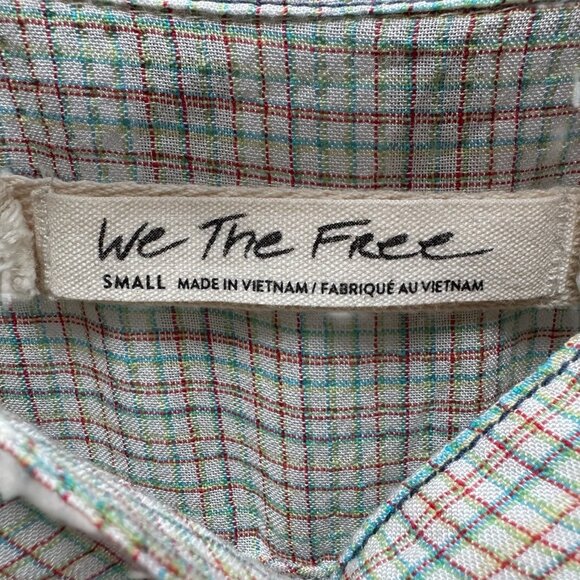 We The Free
SMALL MADE IN VIETNAM / FABRIQUÉ AU VIETNAM